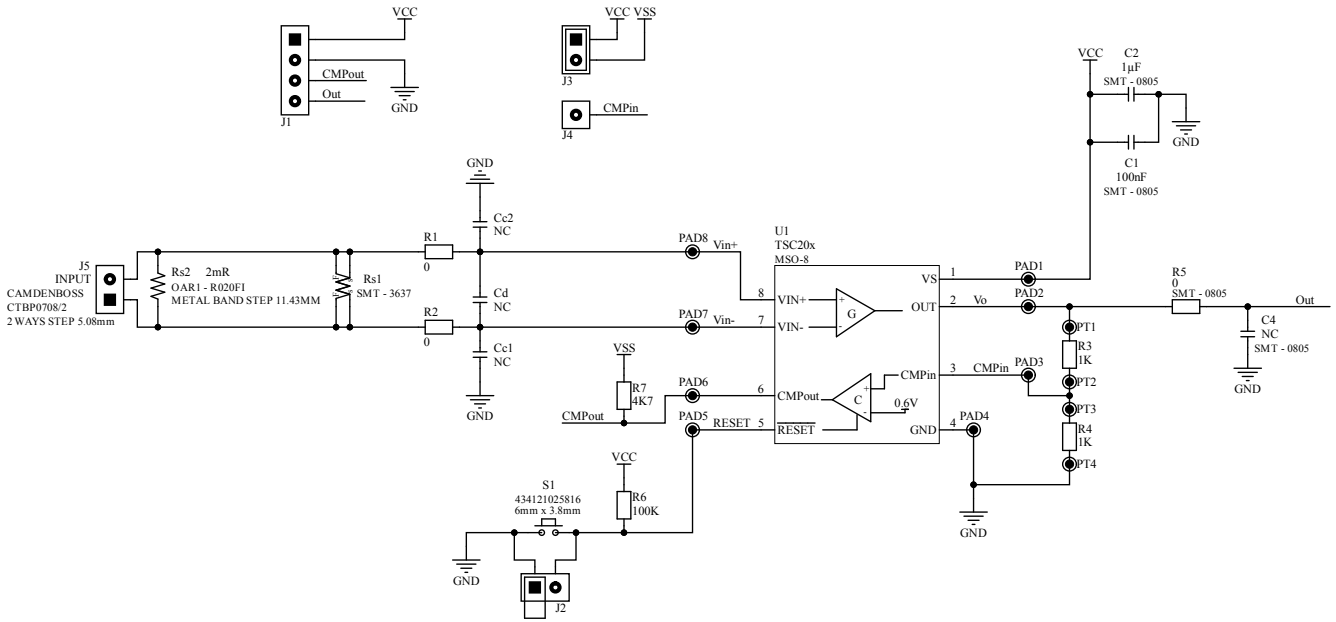 VCC
CMPout
Out
GND
J1
VCC VSS
J3
CMPin
J4
VCC
C2
1µF
SMT - 0805
GND
C1
100nF
SMT - 0805
GND
Cc2
NC
R1
0
J5
INPUT
CAMDENBOSS
CTBP0708/2
2 WAYS STEP 5.08mm
Rs2 2mR
OAR1 - R020FI
METAL BAND STEP 11.43MM
Rs1
SMT - 3637
Cd
NC
R2
0
Cc1
NC
GND
PAD8 Vin+
PAD7 Vin-
U1
TSC20x
MSO-8
8 VIN+
7 VIN-
+
-
G
VS 1 PAD1
OUT 2 Vo PAD2
CMPin 3 CMPin PAD3
GND 4 PAD4
6 CMPout
5 RESET
RESET
+
-
C
0.6V
PAD6
PAD5
VSS
R7
4K7
CMPout
VCC
R6
100K
S1
434121025816
6mm x 3.8mm
GND
J2
PT1
R3
1K
PT2
PT3
R4
1K
PT4
GND
R5
0
SMT - 0805
Out
C4
NC
SMT - 0805
GND